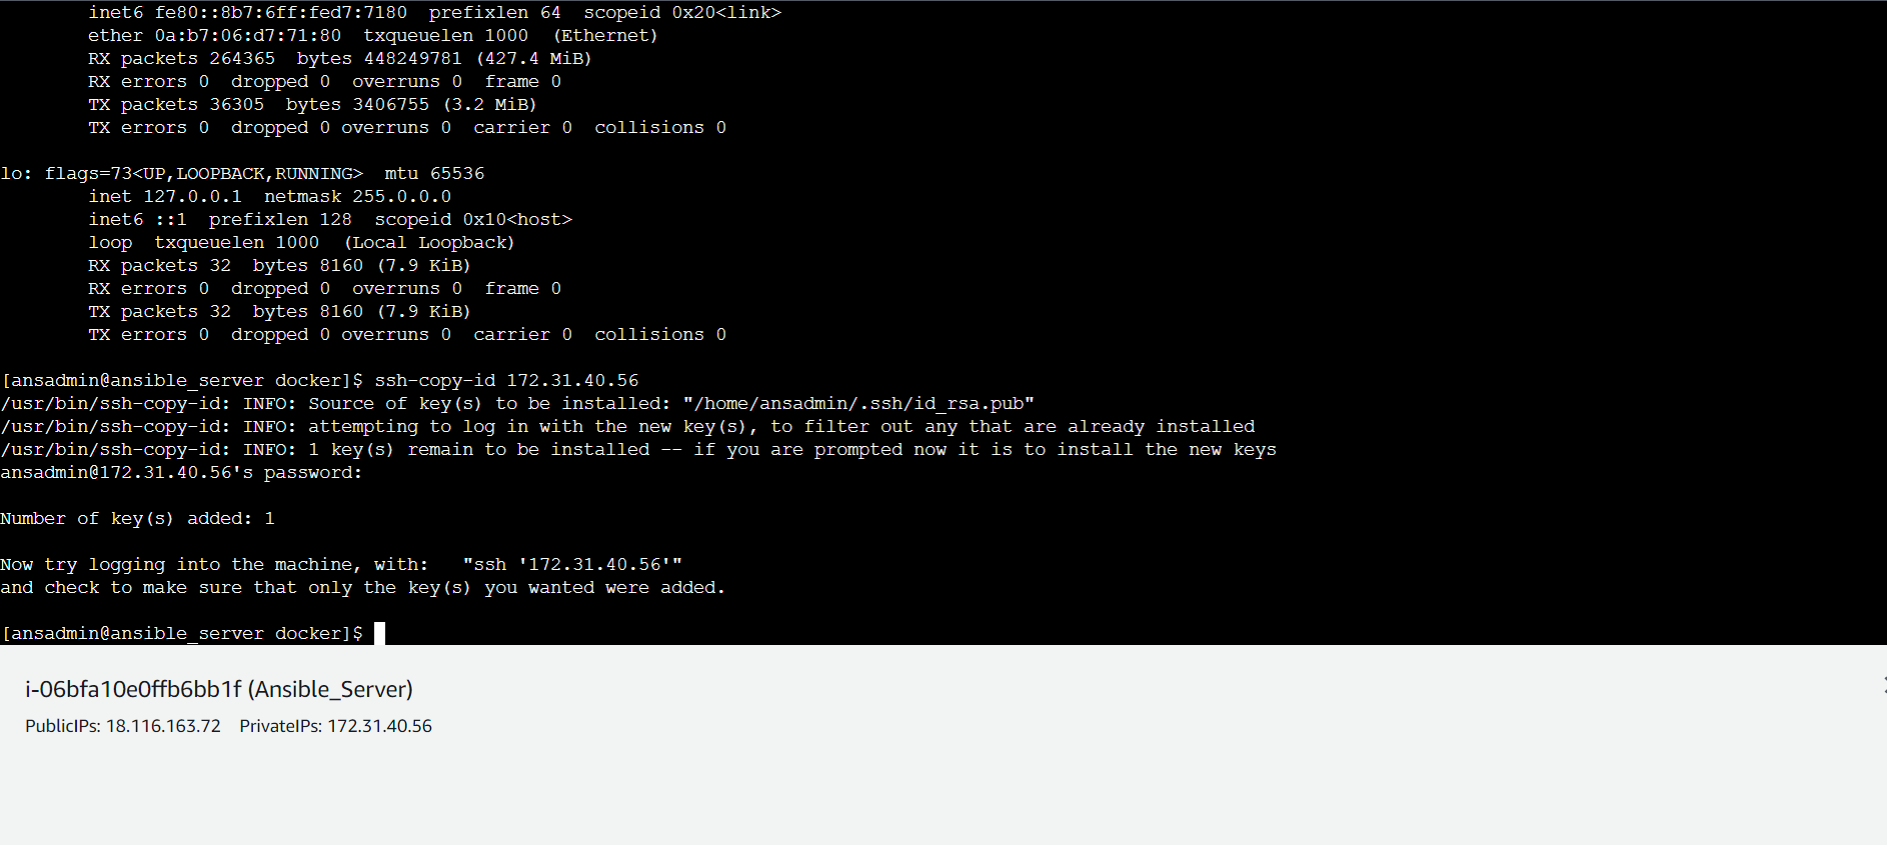 inet6 fe80::8b7:6ff:fed7:7180  prefixlen 64  scopeid 0x20<link>
ether 0a:b7:06:d7:71:80  txqueuelen 1000  (Ethernet)
RX packets 264365  bytes 448249781 (427.4 MiB)
RX errors 0  dropped 0  overruns 0  frame 0
TX packets 36305  bytes 3406755 (3.2 MiB)
TX errors 0  dropped 0 overruns 0  carrier 0  collisions 0
lo: flags=73<UP,LOOPBACK,RUNNING>  mtu 65536
inet 127.0.0.1  netmask 255.0.0.0
inet6 ::1  prefixlen 128  scopeid 0x10<host>
loop  txqueuelen 1000  (Local Loopback)
RX packets 32  bytes 8160 (7.9 KiB)
RX errors 0  dropped 0  overruns 0  frame 0
TX packets 32  bytes 8160 (7.9 KiB)
TX errors 0  dropped 0 overruns 0  carrier 0  collisions 0
[ansadmin@ansible_server docker]$ ssh-copy-id 172.31.40.56
/usr/bin/ssh-copy-id: INFO: Source of key(s) to be installed: "/home/ansadmin/.ssh/id_rsa.pub"
/usr/bin/ssh-copy-id: INFO: attempting to log in with the new key(s), to filter out any that are already installed
/usr/bin/ssh-copy-id: INFO: 1 key(s) remain to be installed -- if you are prompted now it is to install the new keys
ansadmin@172.31.40.56's password:
Number of key(s) added: 1
Now try logging into the machine, with:   "ssh '172.31.40.56'"
and check to make sure that only the key(s) you wanted were added.
[ansadmin@ansible_server docker]$
i-06bfa10e0ffb6bb1f (Ansible_Server)
PublicIPs: 18.116.163.72    PrivateIPs: 172.31.40.56